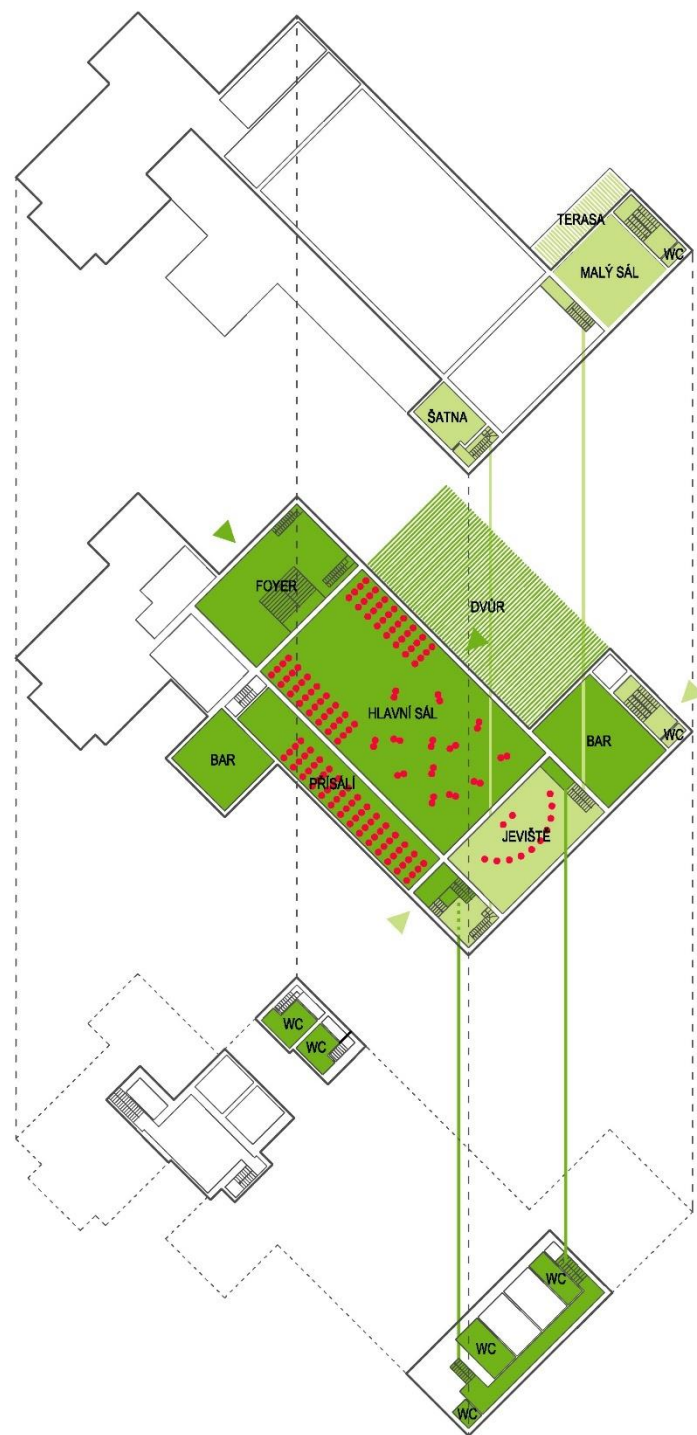 TERASA
WC
MALÝ SÁL
ŠATNA
FOYER
DVŮR
HLAVNÍ SÁL
WC
BAR
BAR
PŘÍSÁLÍ
JEVIŠTĚ
WC
WC
WC
WC
WC